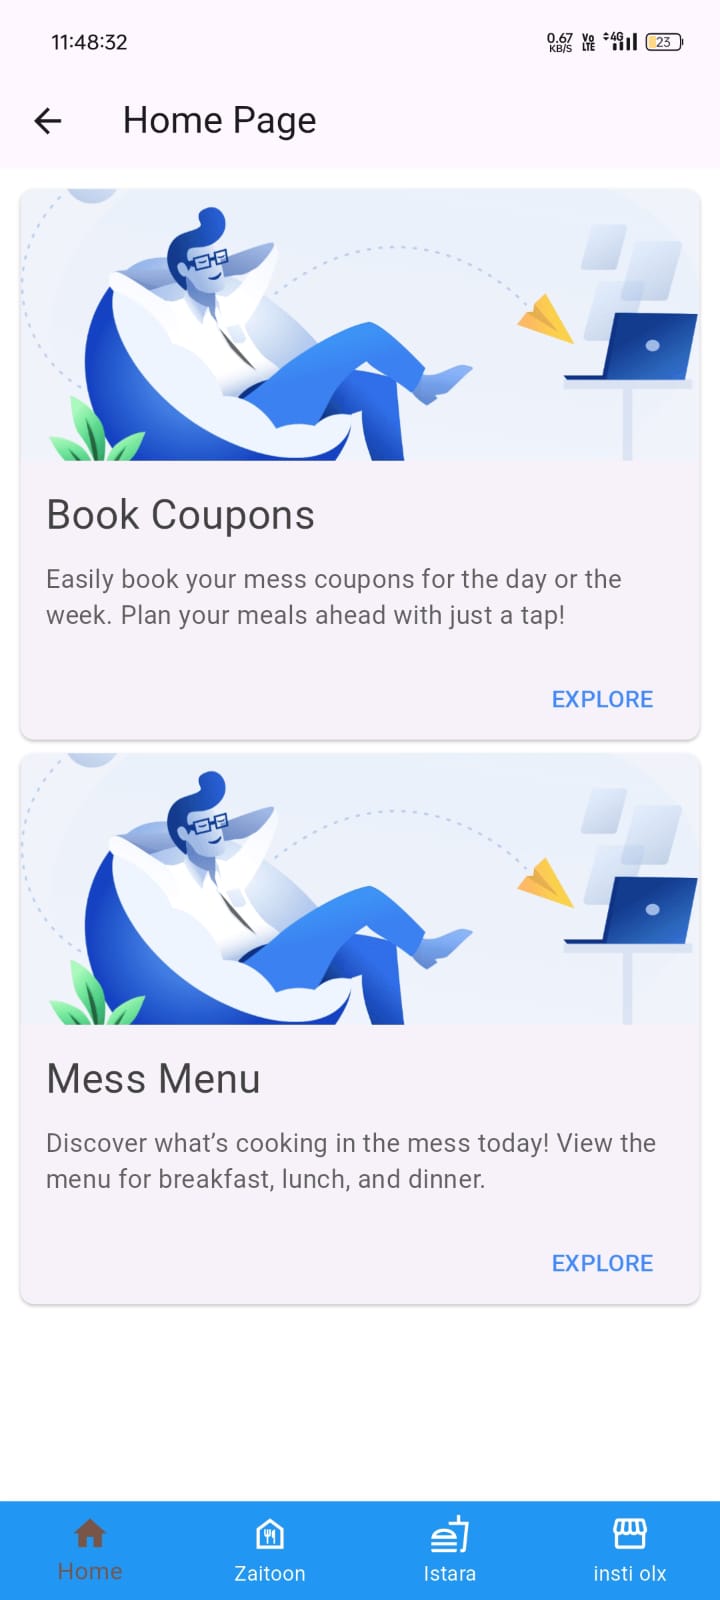 11:48:32
0.67 KB/S Vo LTE 4G 23
Home Page
Book Coupons
Easily book your mess coupons for the day or the
week. Plan your meals ahead with just a tap!
EXPLORE
Mess Menu
Discover what’s cooking in the mess today! View the
menu for breakfast, lunch, and dinner.
EXPLORE
Home
Zaitoon
Istara
insti olx